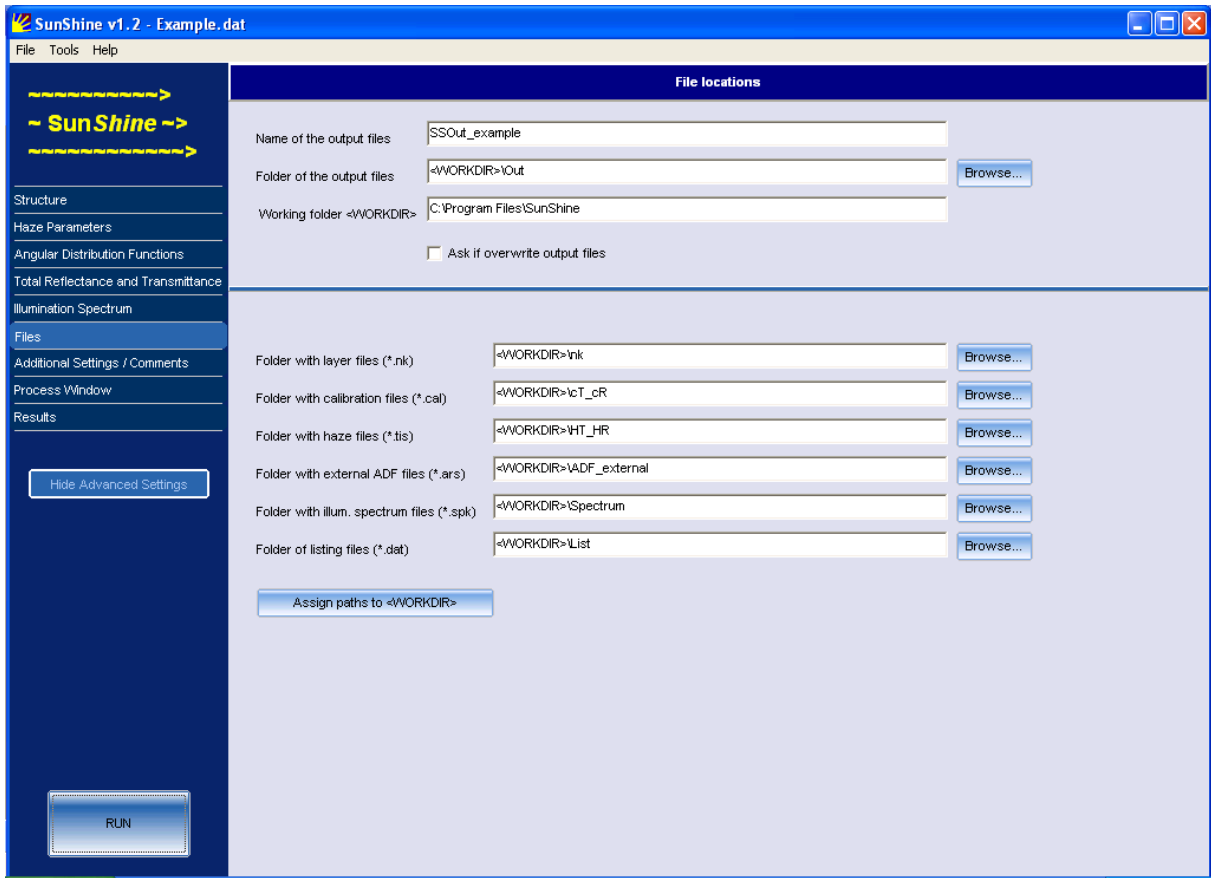 SunShine v1.2 - Example.dat
File Tools Help
~~~~~~~~~~>
~ SunShine ~>
~~~~~~~~~~~~>
Structure
Haze Parameters
Angular Distribution Functions
Total Reflectance and Transmittance
Illumination Spectrum
Files
Additional Settings / Comments
Process Window
Results
Hide Advanced Settings
RUN
File locations
Name of the output files SSOut_example
Folder of the output files <WORKDIR>\Out Browse...
Working folder <WORKDIR> C:\Program Files\SunShine
Ask if overwrite output files
Folder with layer files (*.nk) <WORKDIR>\nk Browse...
Folder with calibration files (*.cal) <WORKDIR>\cT_cR Browse...
Folder with haze files (*.tis) <WORKDIR>\HT_HR Browse...
Folder with external ADF files (*.ars) <WORKDIR>\ADF_external Browse...
Folder with illum. spectrum files (*.spk) <WORKDIR>\Spectrum Browse...
Folder of listing files (*.dat) <WORKDIR>\List Browse...
Assign paths to <WORKDIR>